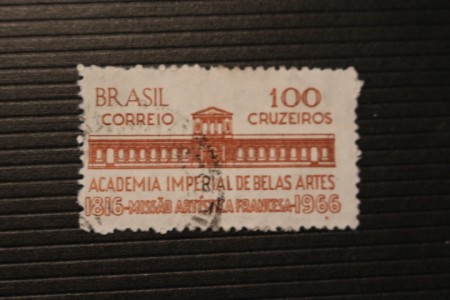 BRASIL 100
CORREIO CRUZEIROS
ACADEMIA IMPERIAL DE BELAS ARTES
1816-MISSÃO ARTÍSTICA FRANCESA-1966